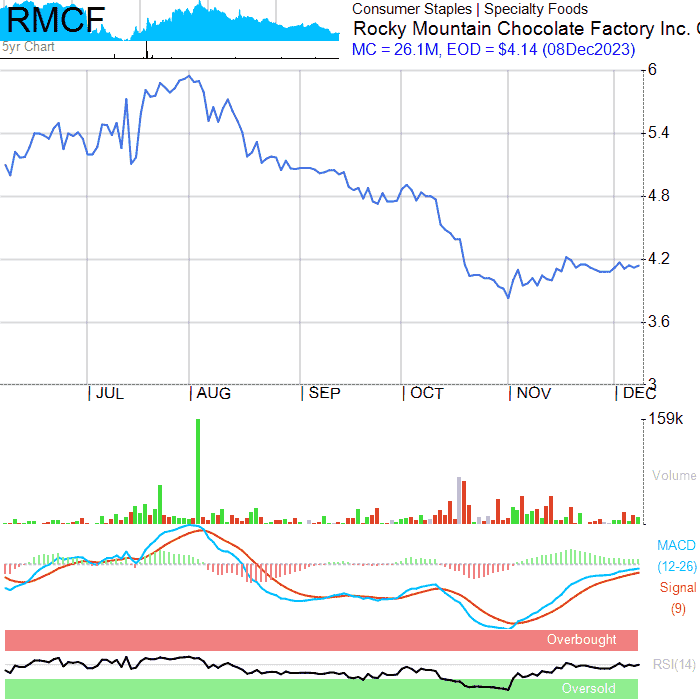 RMCF
5yr Chart
Consumer Staples | Specialty Foods
Rocky Mountain Chocolate Factory Inc.
MC = 26.1M, EOD = $4.14 (08Dec2023)
6
5.4
4.8
4.2
3.6
3
JUL
AUG
SEP
OCT
NOV
DEC
159k
Volume
MACD
(12-26)
Signal
(9)
Overbought
RSI(14)
Oversold